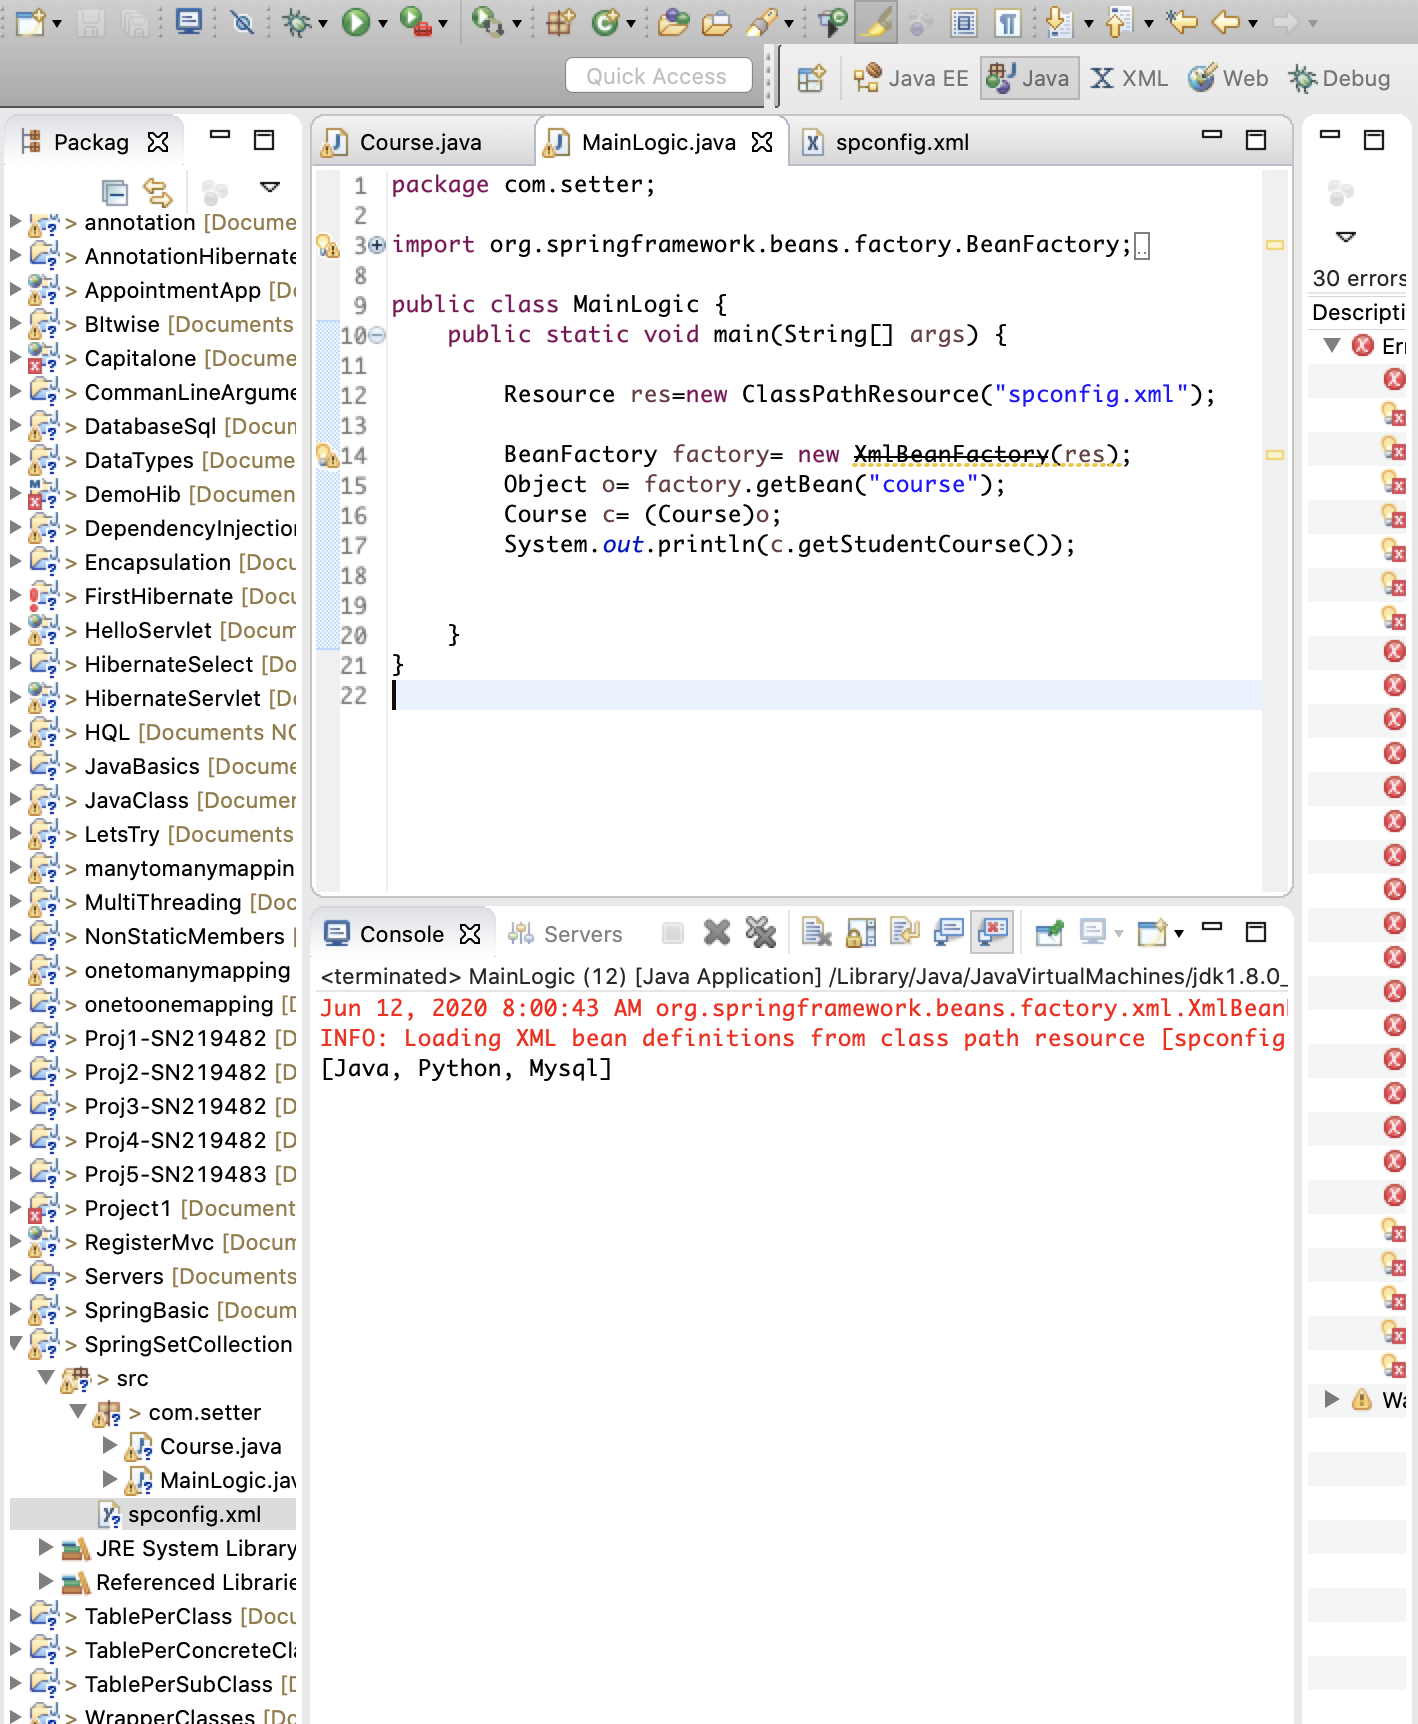 Quick Access
Java EE
Java
XML
Web
Debug
Packag
> annotation [Docume
> AnnotationHibernate
> AppointmentApp [D
> BItwise [Documents
> Capitalone [Docume
> CommanLineArgume
> DatabaseSql [Docun
> DataTypes [Docume
> DemoHib [Documen
> DependencyInjection
> Encapsulation [Docu
> FirstHibernate [Docu
> HelloServlet [Docum
> HibernateSelect [Do
> HibernateServlet [D
> HQL [Documents NO
> JavaBasics [Docume
> JavaClass [Documen
> LetsTry [Documents
> manytomanymappin
> MultiThreading [Doc
> NonStaticMembers [
> onetomanymapping
> onetoonemapping [D
> Proj1-SN219482 [D
> Proj2-SN219482 [D
> Proj3-SN219482 [D
> Proj4-SN219482 [D
> Proj5-SN219483 [D
> Project1 [Document
> RegisterMvc [Docum
> Servers [Documents
> SpringBasic [Docum
> SpringSetCollection
> src
> com.setter
Course.java
MainLogic.jav
spconfig.xml
JRE System Library
Referenced Librarie
> TablePerClass [Docu
> TablePerConcreteCla
> TablePerSubClass [D
> WrapperClasses [Do
Course.java
MainLogic.java
spconfig.xml
1 package com.setter;
2
3 import org.springframework.beans.factory.BeanFactory;..
8
9 public class MainLogic {
10 public static void main(String[] args) {
11
12 Resource res=new ClassPathResource("spconfig.xml");
13
14 BeanFactory factory= new XmlBeanFactory(res);
15 Object o= factory.getBean("course");
16 Course c= (Course)o;
17 System.out.println(c.getStudentCourse());
18
19
20 }
21 }
22
Console
Servers
<terminated> MainLogic (12) [Java Application] /Library/Java/JavaVirtualMachines/jdk1.8.0_
Jun 12, 2020 8:00:43 AM org.springframework.beans.factory.xml.XmlBean
INFO: Loading XML bean definitions from class path resource [spconfig
[Java, Python, Mysql]
30 errors
Descripti
Err
Wa